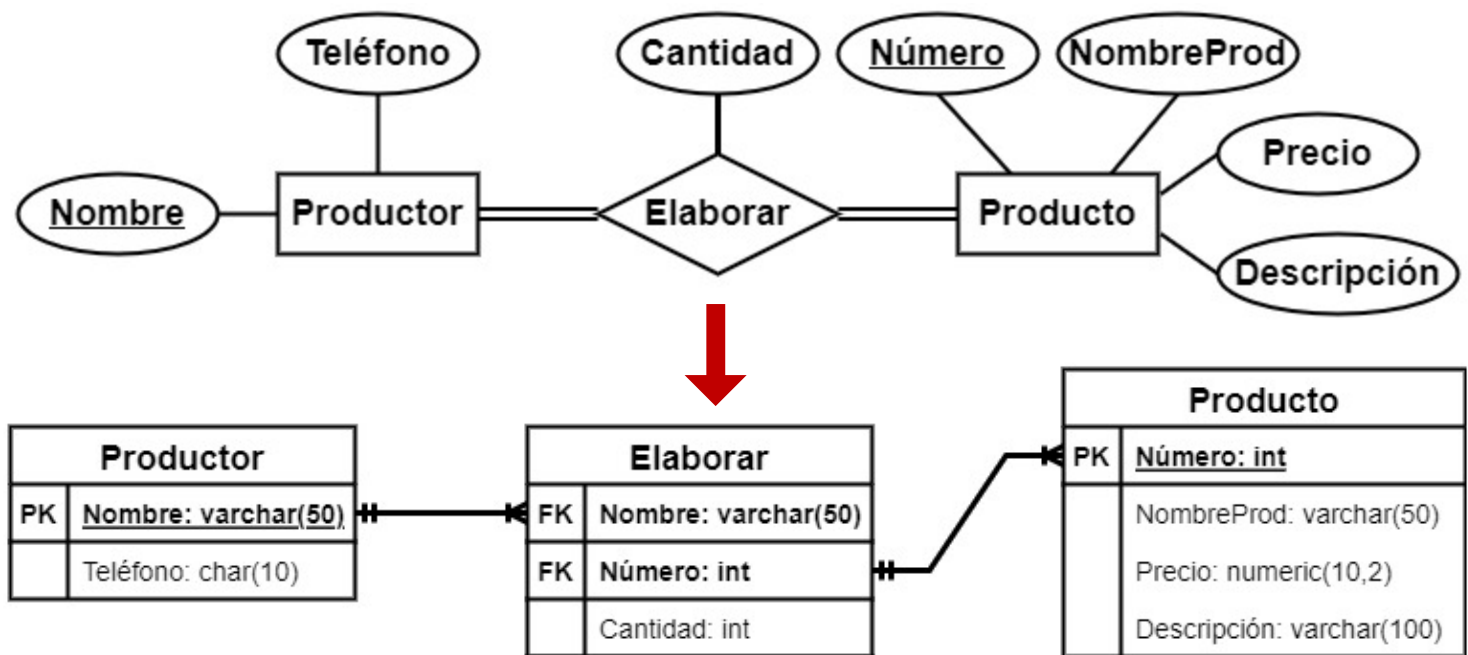 Teléfono
Cantidad
Número
NombreProd
Precio
Nombre
Productor
Elaborar
Producto
Descripción
Productor
PK Nombre: varchar(50)
Teléfono: char(10)
Elaborar
FK Nombre: varchar(50)
FK Número: int
Cantidad: int
Producto
PK Número: int
NombreProd: varchar(50)
Precio: numeric(10,2)
Descripción: varchar(100)